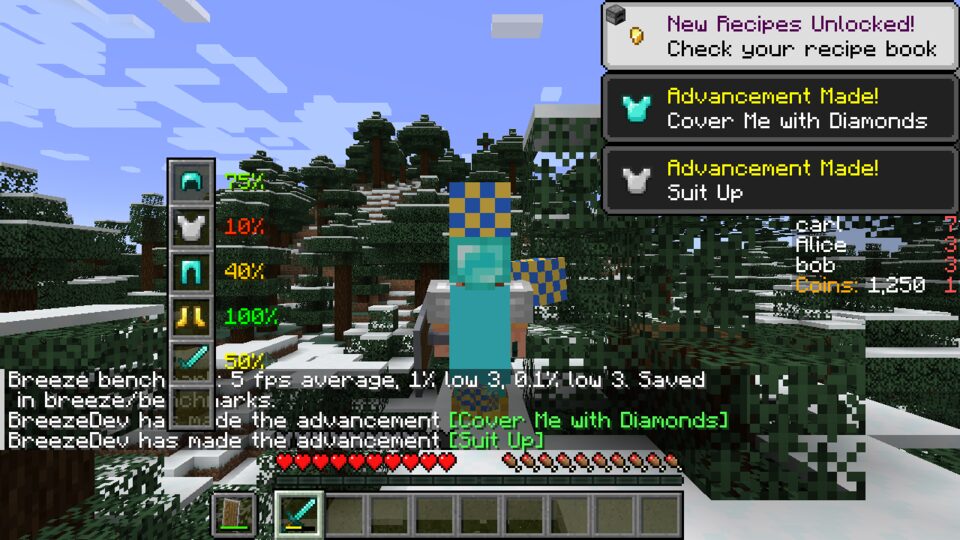 New Recipes Unlocked!
Check your recipe book
Advancement Made!
Cover Me with Diamonds
Advancement Made!
Suit Up
75%
10%
40%
100%
50%
carl 7
Alice 3
bob 3
Coins: 1,250 1
Breeze bench : 5 fps average, 1% low 3, 0.1% low 3. Saved
in breeze/benchmarks.
BreezeDev has made the advancement [Cover Me with Diamonds]
BreezeDev has made the advancement [Suit Up]